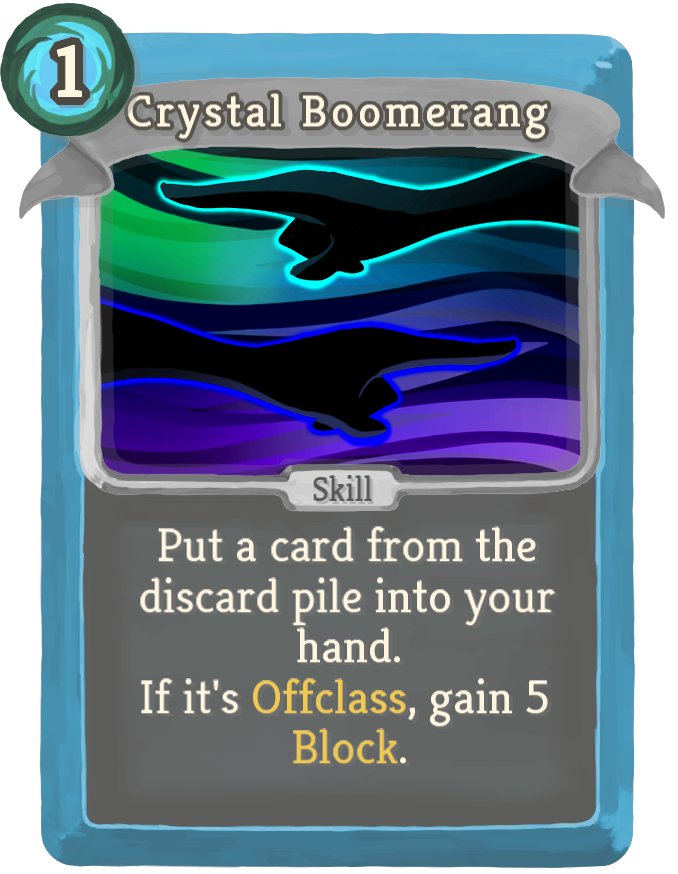 1
Crystal Boomerang
Skill
Put a card from the
discard pile into your
hand.
If it's Offclass, gain 5
Block.